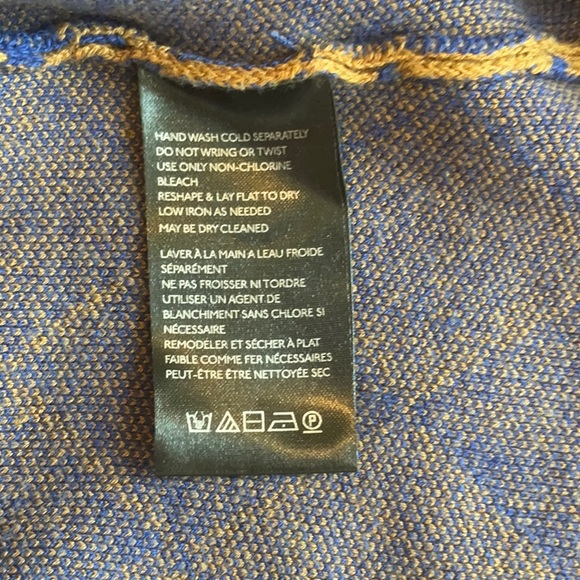 HAND WASH COLD SEPARATELY
DO NOT WRING OR TWIST
USE ONLY NON-CHLORINE
BLEACH
RESHAPE & LAY FLAT TO DRY
LOW IRON AS NEEDED
MAY BE DRY CLEANED
LAVER À LA MAIN A LEAU FROIDE
SÉPARÉMENT
NE PAS FROISSER NI TORDRE
UTILISER UN AGENT DE
BLANCHIMENT SANS CHLORE SI
NÉCESSAIRE
REMODELER ET SÉCHER À PLAT
FAIBLE COMME FER NÉCESSAIRES
PEUT-ÊTRE ÊTRE NETTOYÉE SEC
P